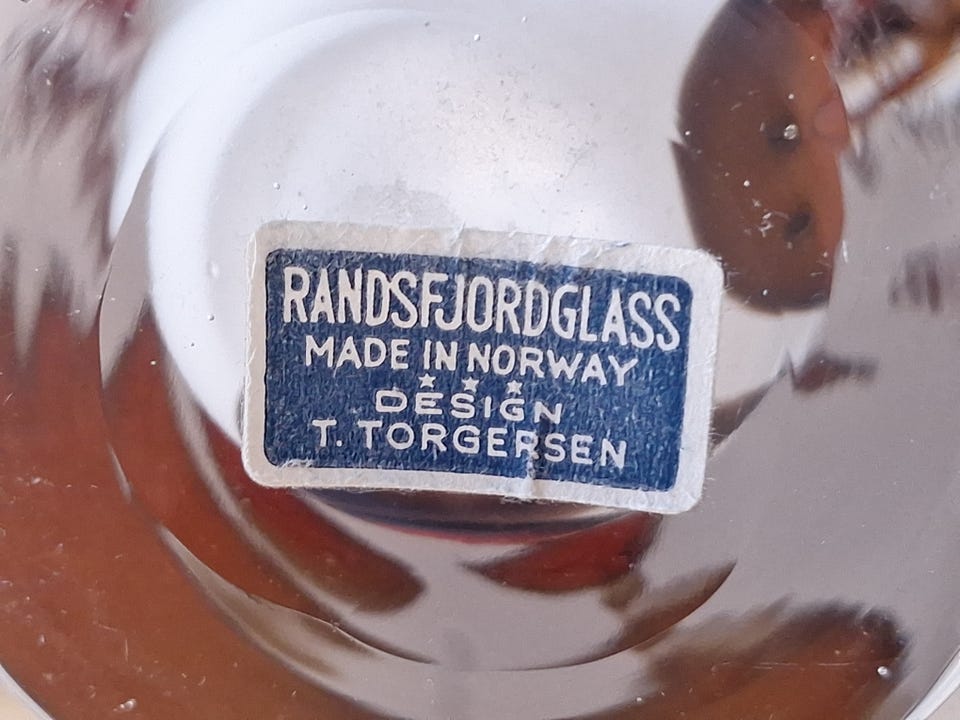 RANDSFJORDGLASS
MADE IN NORWAY
DESIGN
T. TORGERSEN